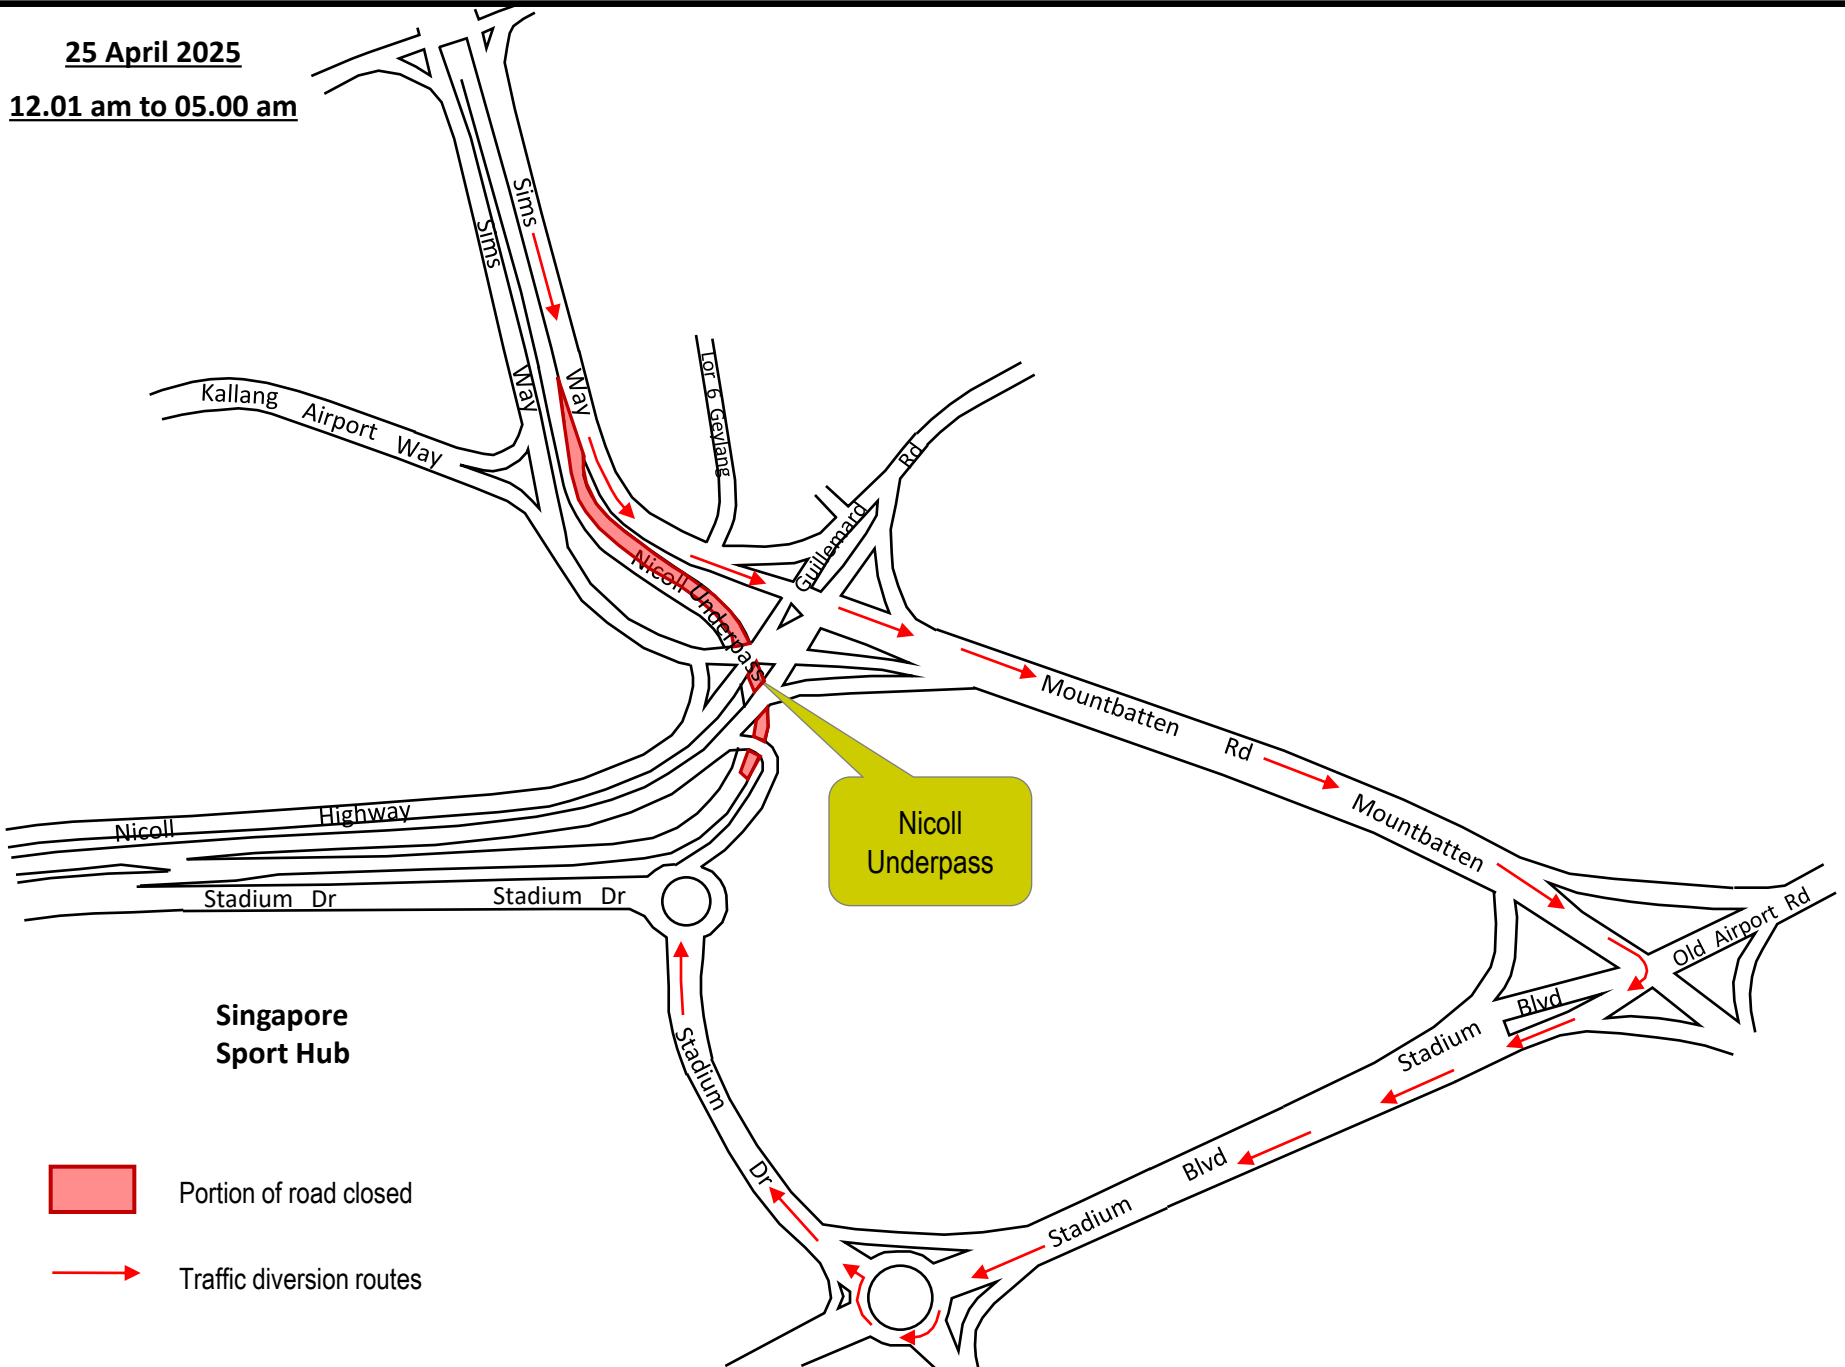 25 April 2025
12.01 am to 05.00 am
Sims
Way
Sims
Way
Kallang Airport Way
Lor 6 Geylang
Guillemard Rd
Nicoll Underpass
Mountbatten Rd
Mountbatten
Nicoll
Underpass
Nicoll Highway
Stadium Dr
Stadium Dr
Old Airport Rd
Stadium Blvd
Stadium Blvd
Stadium Dr
Singapore
Sport Hub
Portion of road closed
Traffic diversion routes